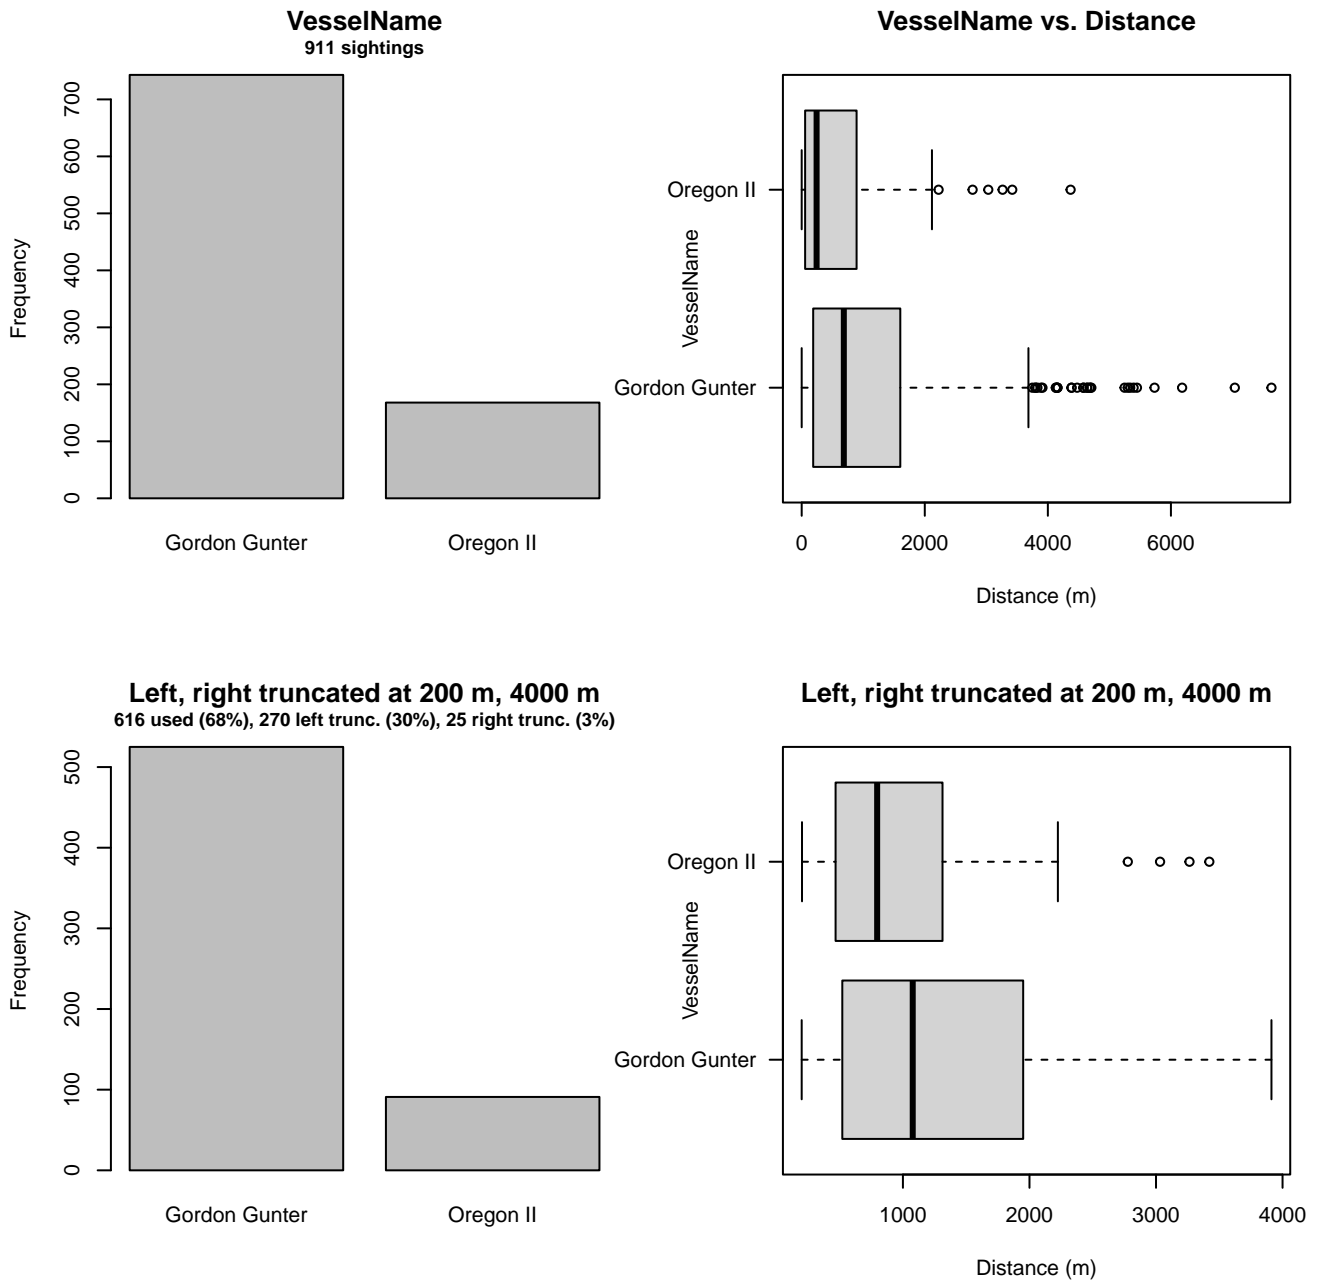 VesselName
911 sightings
Frequency
0
100
200
300
400
500
600
700
Gordon Gunter
Oregon II
VesselName vs. Distance
VesselName
Oregon II
Gordon Gunter
0
2000
4000
6000
Distance (m)
Left, right truncated at 200 m, 4000 m
616 used (68%), 270 left trunc. (30%), 25 right trunc. (3%)
Frequency
0
100
200
300
400
500
Gordon Gunter
Oregon II
Left, right truncated at 200 m, 4000 m
VesselName
Oregon II
Gordon Gunter
1000
2000
3000
4000
Distance (m)